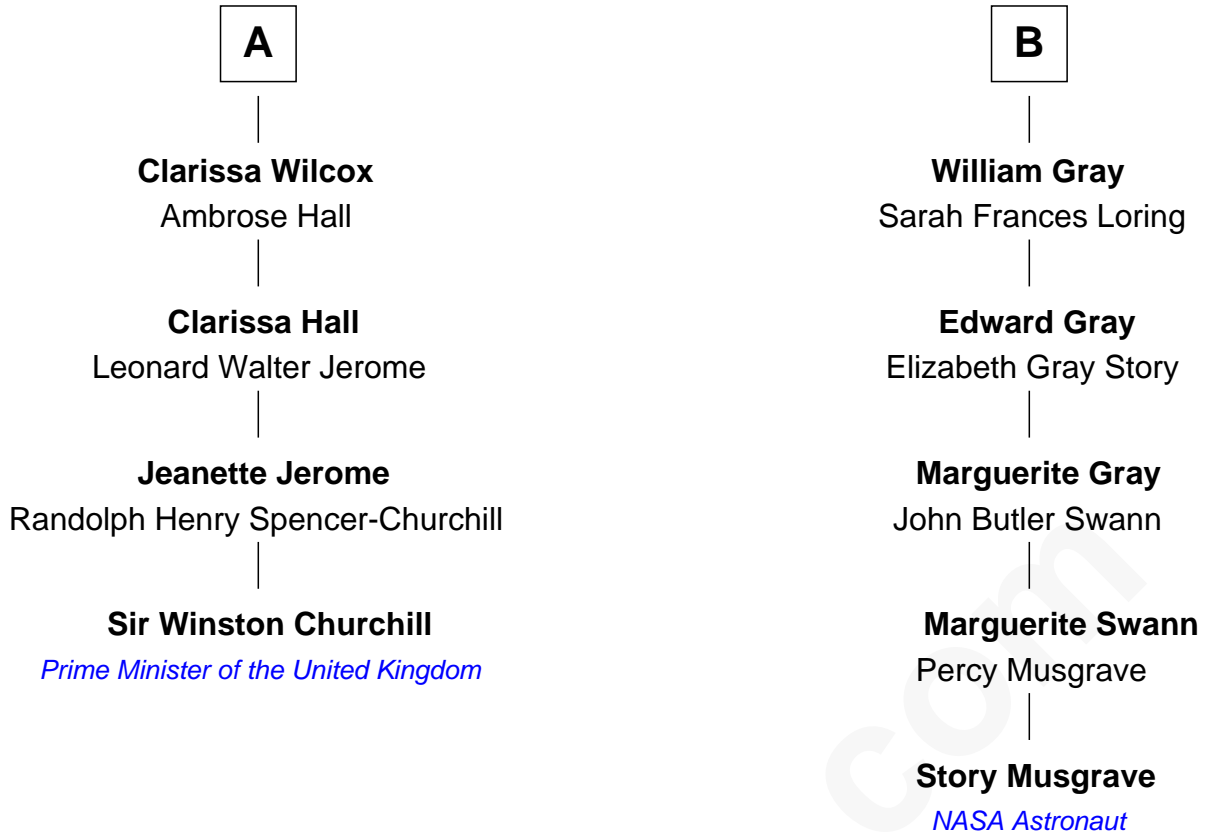 A
Clarissa Wilcox
Ambrose Hall
Clarissa Hall
Leonard Walter Jerome
Jeanette Jerome
Randolph Henry Spencer-Churchill
Sir Winston Churchill
Prime Minister of the United Kingdom
B
William Gray
Sarah Frances Loring
Edward Gray
Elizabeth Gray Story
Marguerite Gray
John Butler Swann
Marguerite Swann
Percy Musgrave
Story Musgrave
NASA Astronaut
com